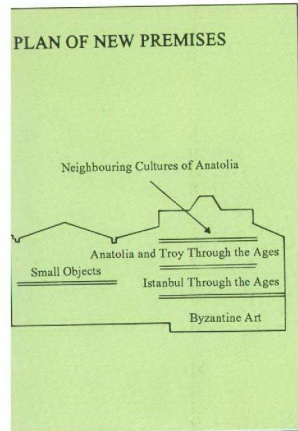 PLAN OF NEW PREMISES
Neighbouring Cultures of Anatolia
Anatolia and Troy Through the Ages
Small Objects
Istanbul Through the Ages
Byzantine Art